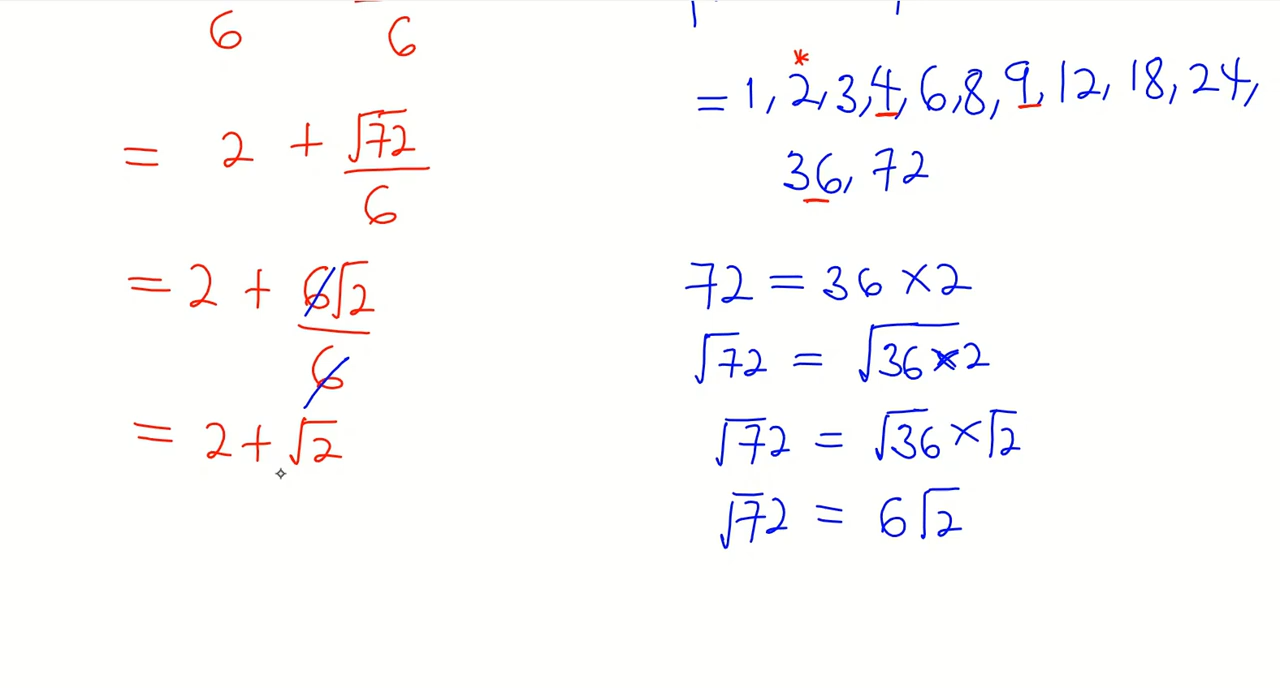 6 6
= 2 + √72/6
= 2 + 6√2/6
= 2 + √2
= 1, 2, 3, 4, 6, 8, 9, 12, 18, 24,
36, 72
72 = 36 × 2
√72 = √36×2
√72 = √36 × √2
√72 = 6√2